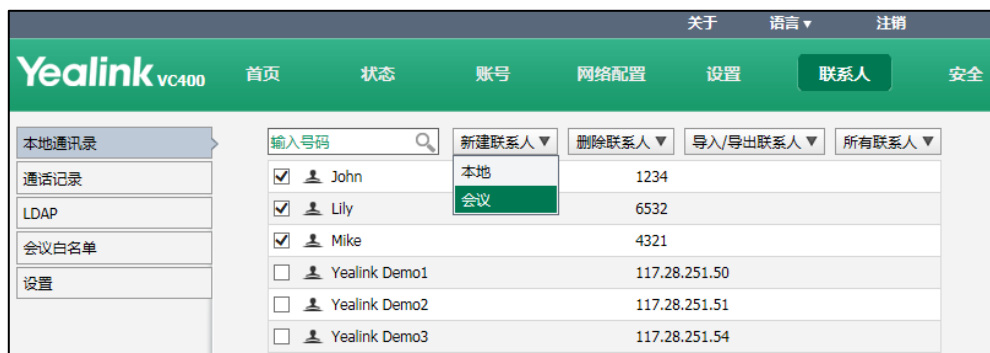 关于 语言▼ 注销
Yealink VC400 首页 状态 账号 网络配置 设置 联系人 安全
本地通讯录 输入号码 新建联系人▼ 删除联系人▼ 导入/导出联系人▼ 所有联系人▼
通话记录 John 1234 本地
LDAP Lily 6532 会议
会议白名单 Mike 4321
设置 Yealink Demo1 117.28.251.50
Yealink Demo2 117.28.251.51
Yealink Demo3 117.28.251.54